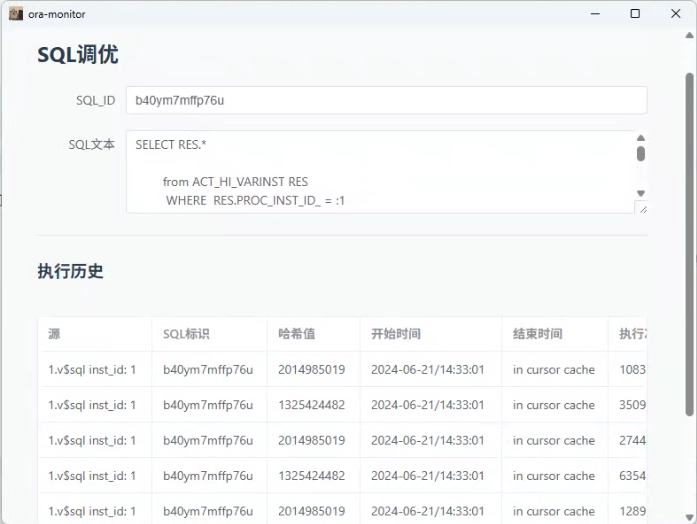 ora-monitor
SQL调优
SQL_ID b40ym7mffp76u
SQL文本 SELECT RES.*
from ACT_HI_VARINST RES
WHERE RES.PROC_INST_ID_ = :1
执行历史
源 SQL标识 哈希值 开始时间 结束时间 执行
1.v$sql inst_id: 1 b40ym7mffp76u 2014985019 2024-06-21/14:33:01 in cursor cache 1083
1.v$sql inst_id: 1 b40ym7mffp76u 1325424482 2024-06-21/14:33:01 in cursor cache 3509
1.v$sql inst_id: 1 b40ym7mffp76u 2014985019 2024-06-21/14:33:01 in cursor cache 2744
1.v$sql inst_id: 1 b40ym7mffp76u 1325424482 2024-06-21/14:33:01 in cursor cache 6354
1.v$sql inst_id: 1 b40ym7mffp76u 2014985019 2024-06-21/14:33:01 in cursor cache 1289